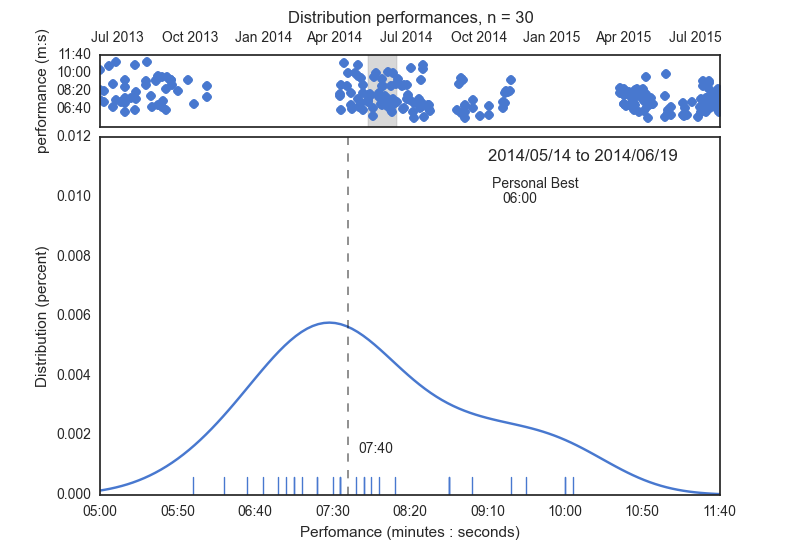 Distribution performances, n = 30
Jul 2013 Oct 2013 Jan 2014 Apr 2014 Jul 2014 Oct 2014 Jan 2015 Apr 2015 Jul 2015
performance (m:s)
11:40
10:00
08:20
06:40
Distribution (percent)
0.012
0.010
0.008
0.006
0.004
0.002
0.000
2014/05/14 to 2014/06/19
Personal Best
06:00
07:40
05:00 05:50 06:40 07:30 08:20 09:10 10:00 10:50 11:40
Perfomance (minutes : seconds)